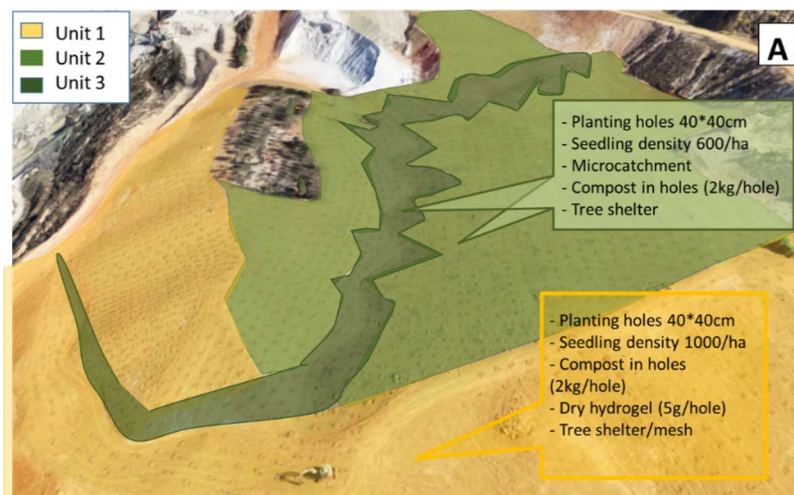 Unit 1
Unit 2
Unit 3
A
- Planting holes 40*40cm
- Seedling density 600/ha
- Microcatchment
- Compost in holes (2kg/hole)
- Tree shelter
- Planting holes 40*40cm
- Seedling density 1000/ha
- Compost in holes
(2kg/hole)
- Dry hydrogel (5g/hole)
- Tree shelter/mesh